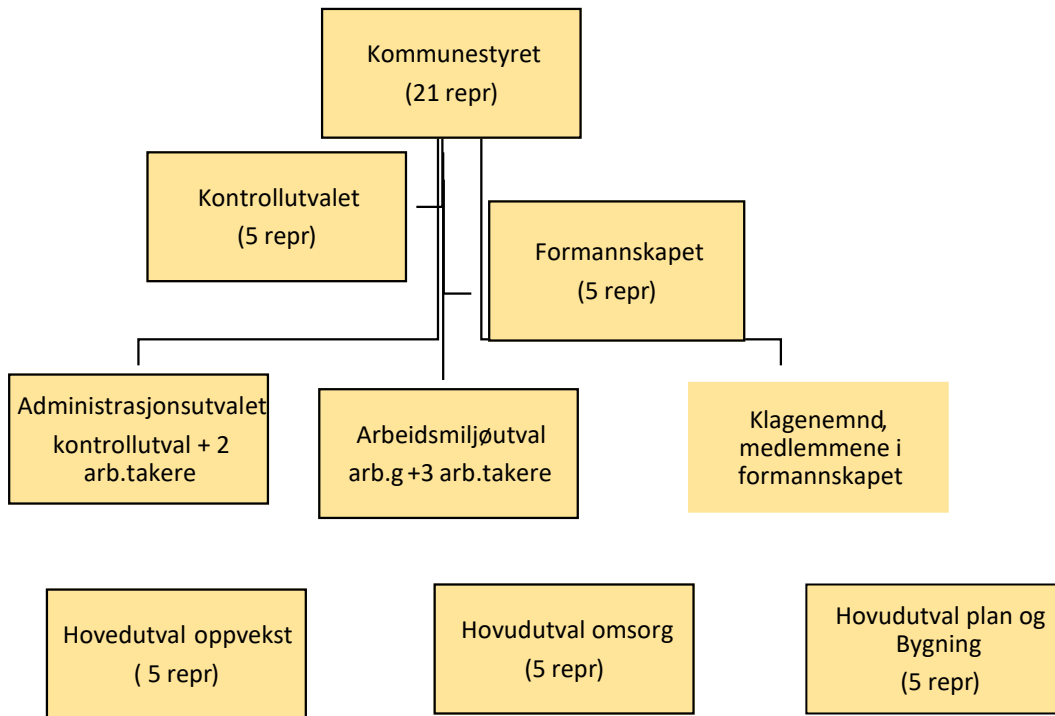 Kommunestyret
(21 repr)
Kontrollutvalet
(5 repr)
Formannskapet
(5 repr)
Administrasjonsutvalet
kontrollutval + 2
arb.takere
Arbeidsmiljøutval
arb.g +3 arb.takere
Klagenemnd,
medlemmene i
formannskapet
Hovedutval oppvekst
( 5 repr)
Hovudutval omsorg
(5 repr)
Hovudutval plan og
Bygning
(5 repr)